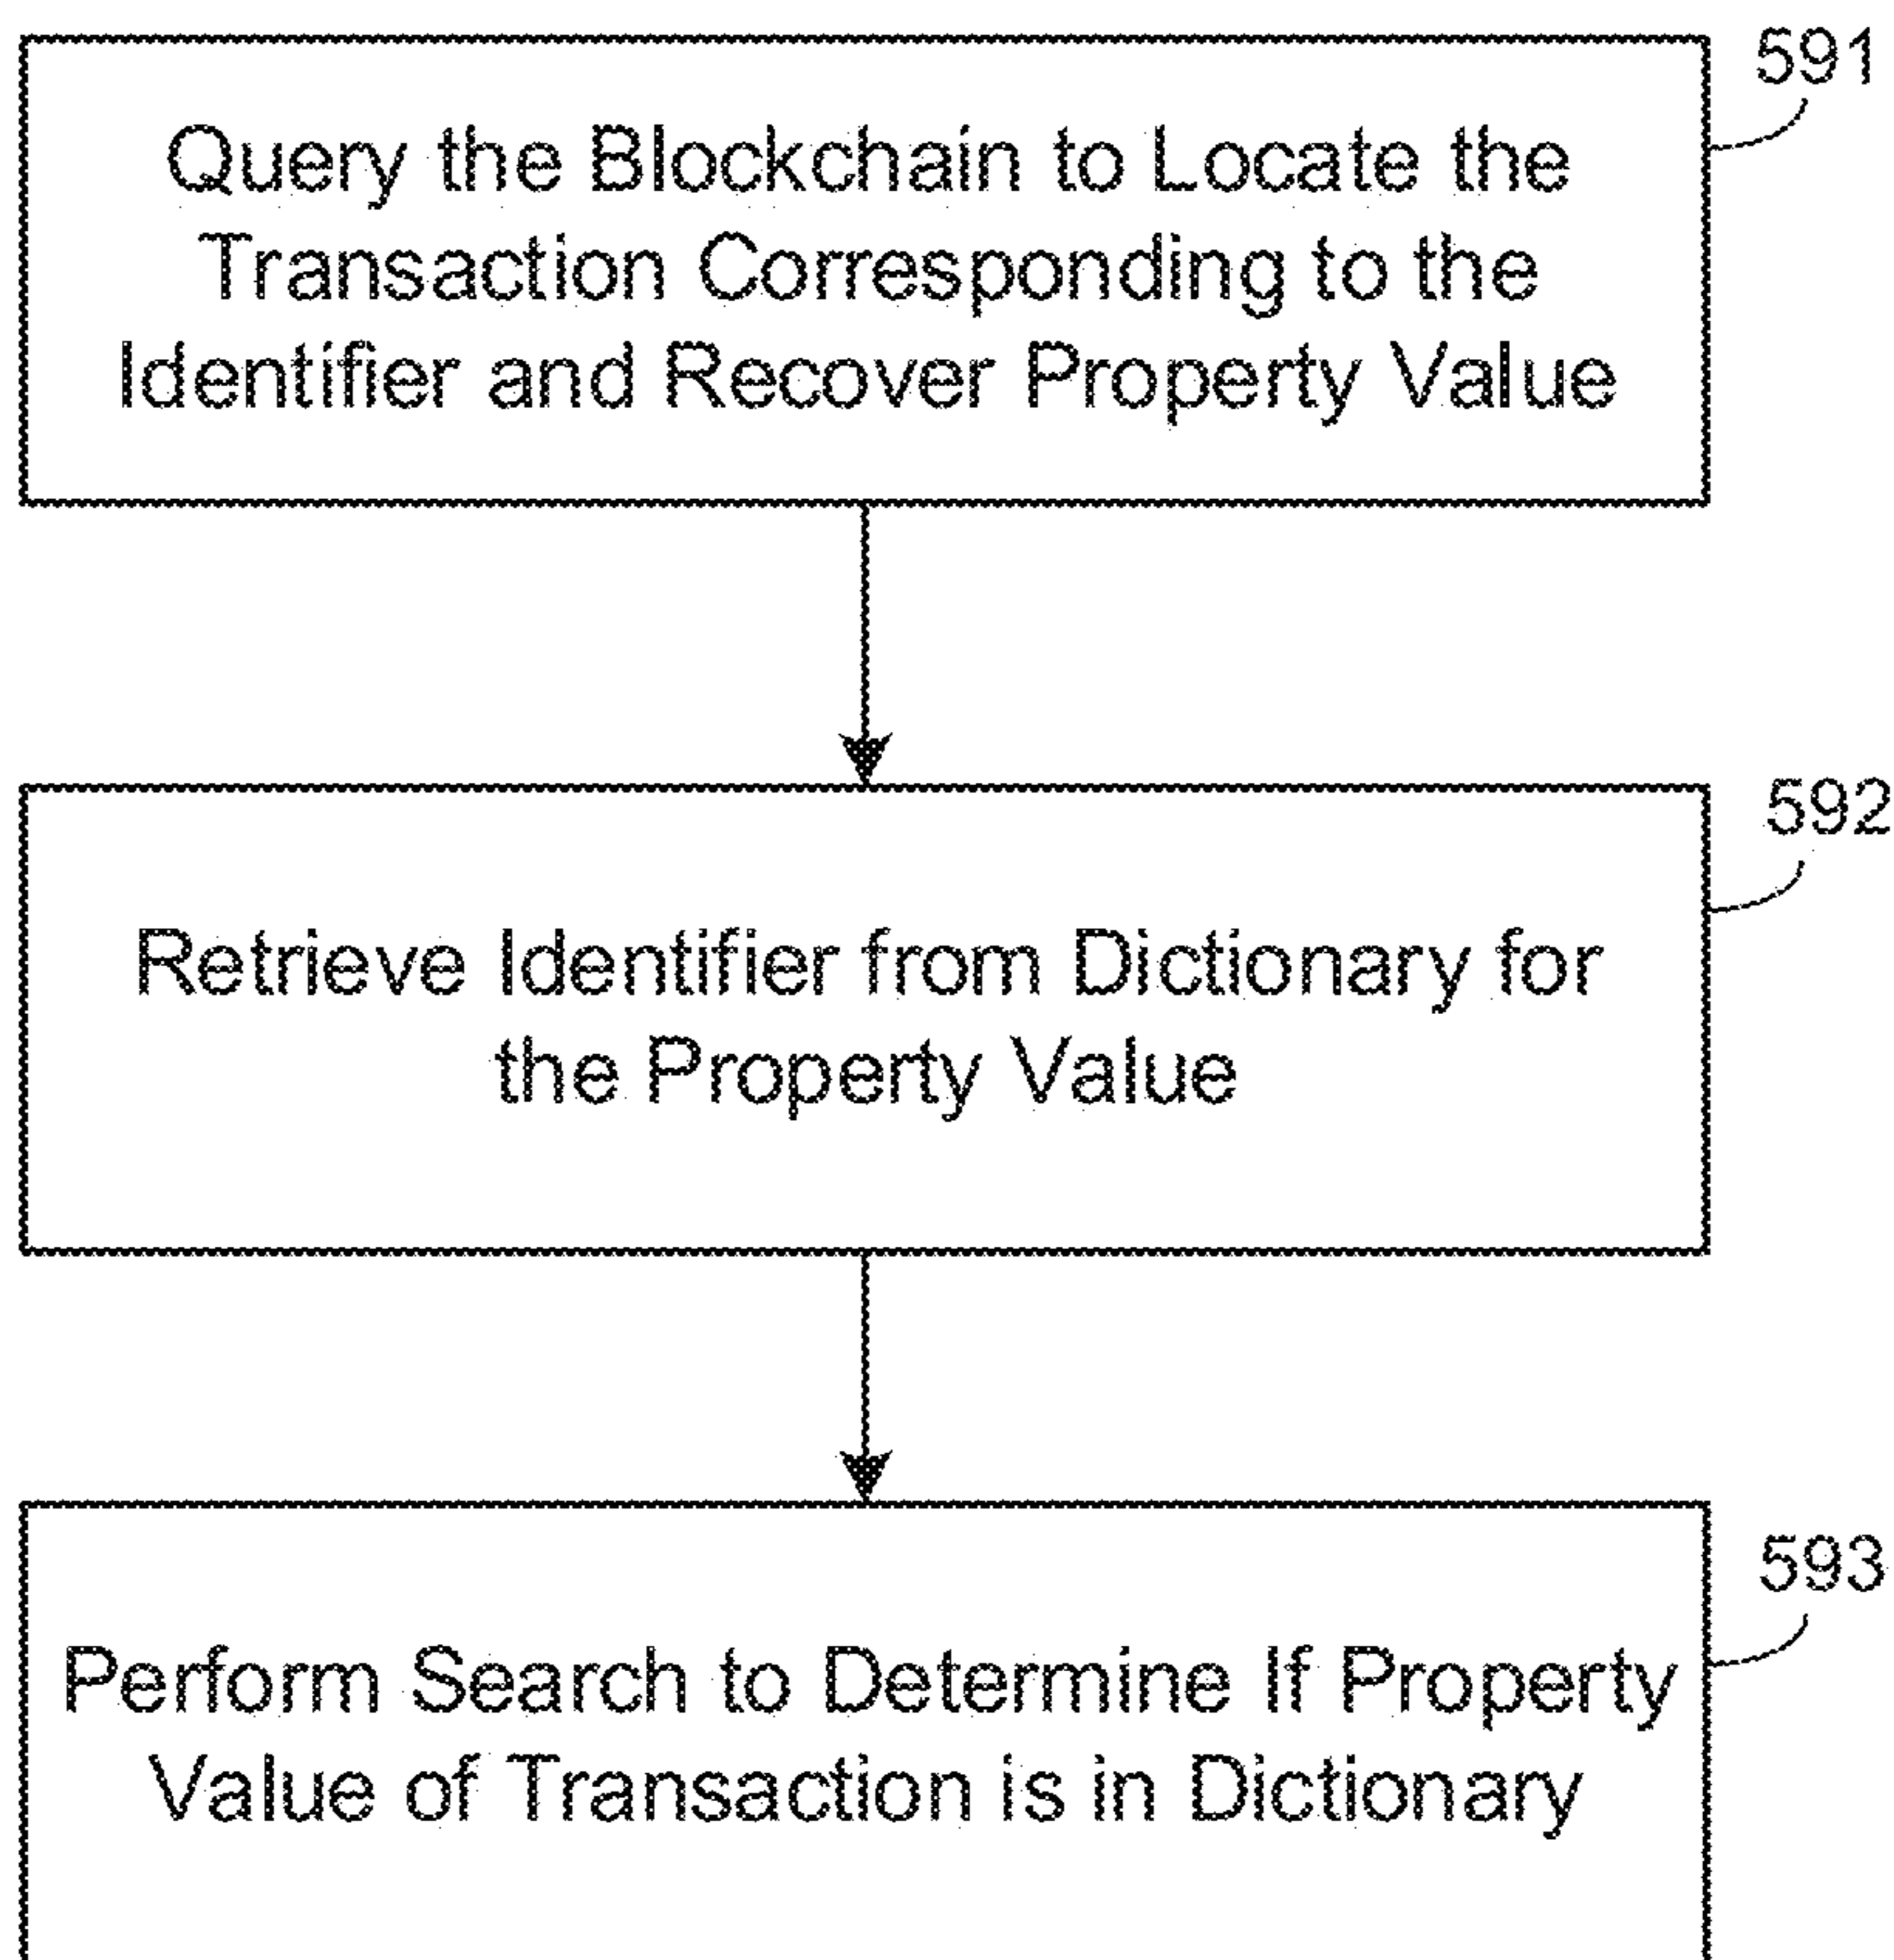 591
Query the Blockchain to Locate the
Transaction Corresponding to the
Identifier and Recover Property Value
592
Retrieve Identifier from Dictionary for
the Property Value
593
Perform Search to Determine If Property
Value of Transaction is in Dictionary